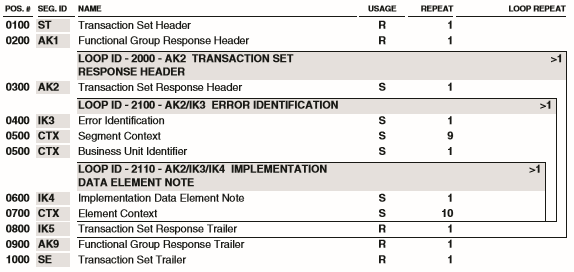 POS. # SEG. ID NAME USAGE REPEAT LOOP REPEAT
0100 ST Transaction Set Header R 1
0200 AK1 Functional Group Response Header R 1
LOOP ID - 2000 - AK2 TRANSACTION SET >1
RESPONSE HEADER
0300 AK2 Transaction Set Response Header S 1
LOOP ID - 2100 - AK2/IK3 ERROR IDENTIFICATION >1
0400 IK3 Error Identification S 1
0500 CTX Segment Context S 9
0500 CTX Business Unit Identifier S 1
LOOP ID - 2110 - AK2/IK3/IK4 IMPLEMENTATION >1
DATA ELEMENT NOTE
0600 IK4 Implementation Data Element Note S 1
0700 CTX Element Context S 10
0800 IK5 Transaction Set Response Trailer R 1
0900 AK9 Functional Group Response Trailer R 1
1000 SE Transaction Set Trailer R 1